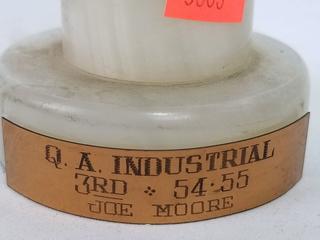 Q. A. INDUSTRIAL
3RD ❖ 54·55
JOE MOORE